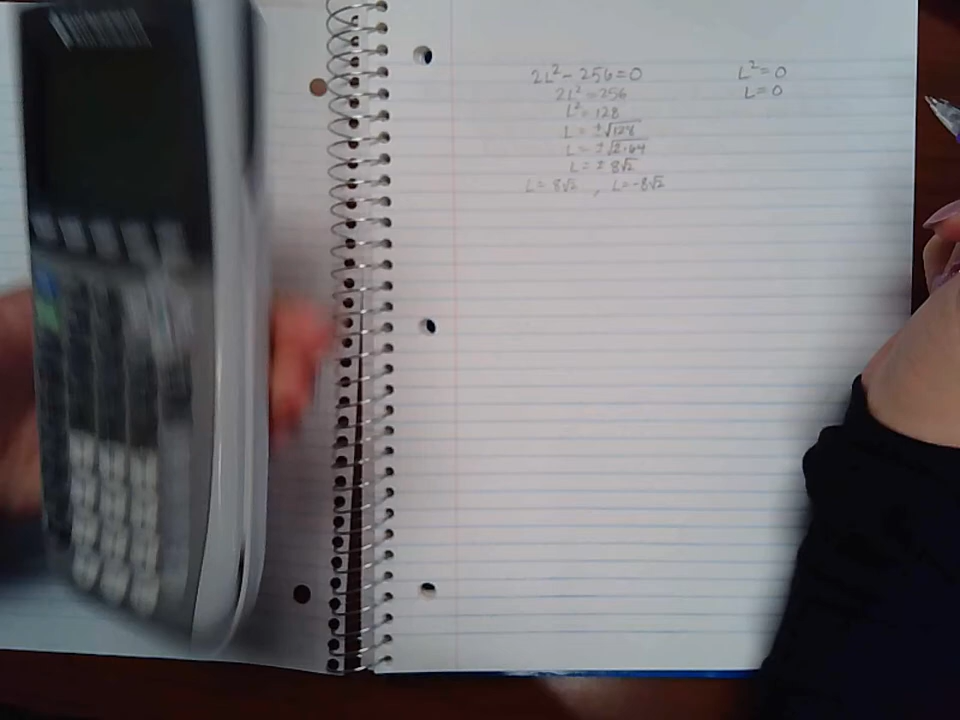 2L² - 256 = 0
2L² = 256
L² = 128
L = ±√128
L = ±√2·64
L = ± 8√2
L = 8√2 , L = -8√2
L² = 0
L = 0